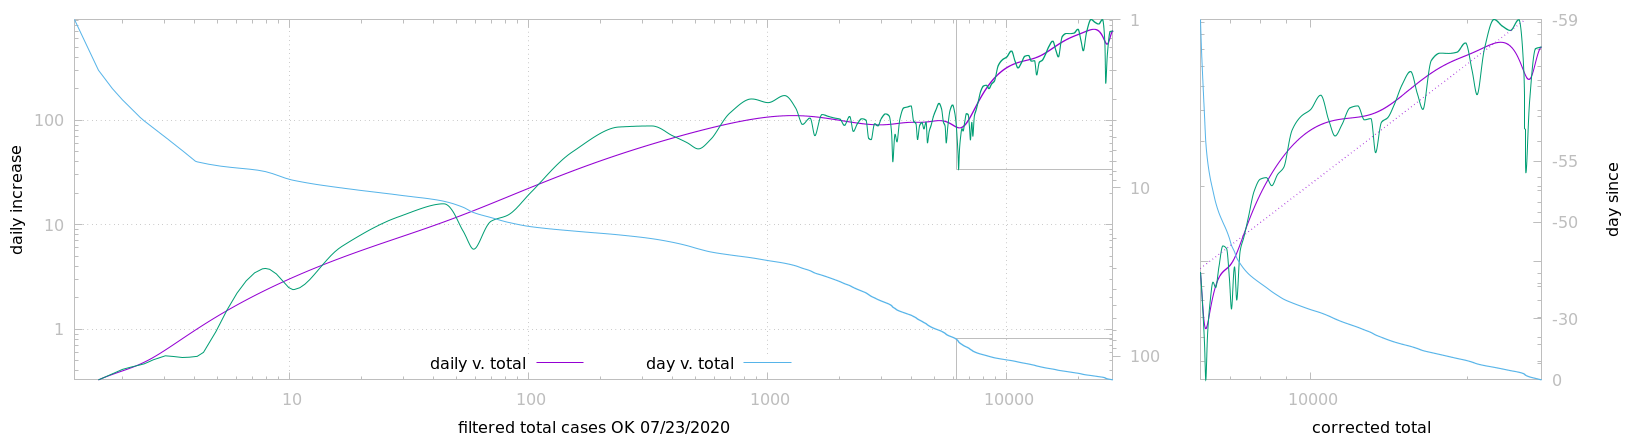 daily increase
100
10
1
10
100
1000
10000
1
10
100
daily v. total
day v. total
filtered total cases OK 07/23/2020
-59
-55
-50
-30
0
day since
10000
corrected total